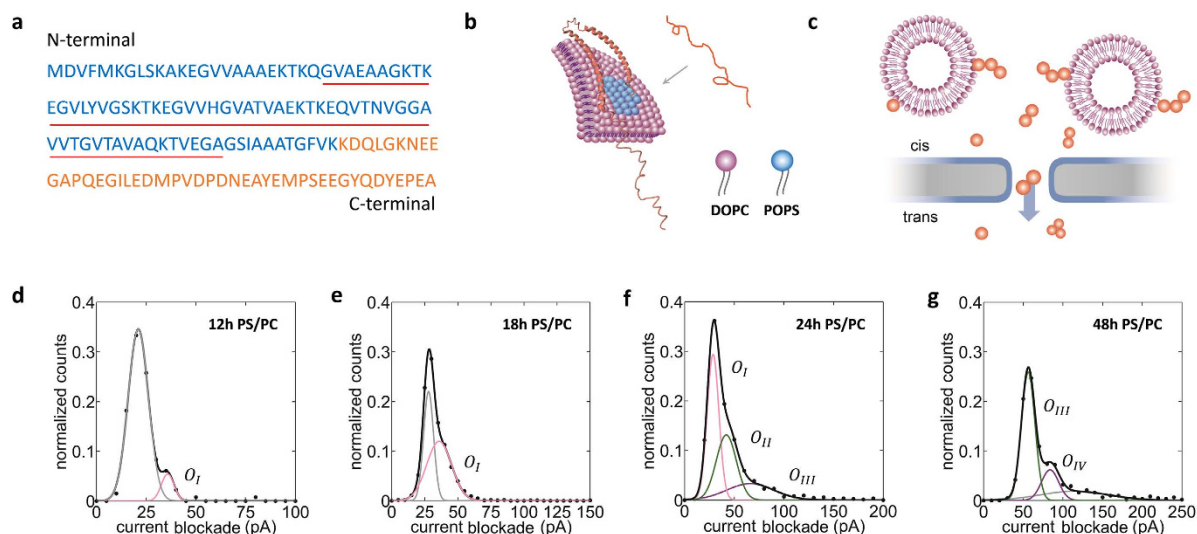 a
N-terminal
MDVFMKGLSKAKEGVVAAAEKTKQGVAEAAGKTK
EGVLYVGSKTKEGVVHGVATVAEKTKEQVTNVGGA
VVTGVTAVAQKTVEGAGSIAAATGFVKKDQLGKNEE
GAPQEGILEDMPVDPDNEAYEMPSEEGYQDYEPEA
C-terminal
b
DOPC
POPS
c
cis
trans
d
12h PS/PC
O_I
normalized counts
0.4
0.3
0.2
0.1
0
0 25 50 75 100
current blockade (pA)
e
18h PS/PC
O_I
normalized counts
0.4
0.3
0.2
0.1
0
0 25 50 75 100 125 150
current blockade (pA)
f
24h PS/PC
O_I
O_II
O_III
normalized counts
0.4
0.3
0.2
0.1
0
0 50 100 150 200
current blockade (pA)
g
48h PS/PC
O_III
O_IV
normalized counts
0.4
0.3
0.2
0.1
0
0 50 100 150 200 250
current blockade (pA)